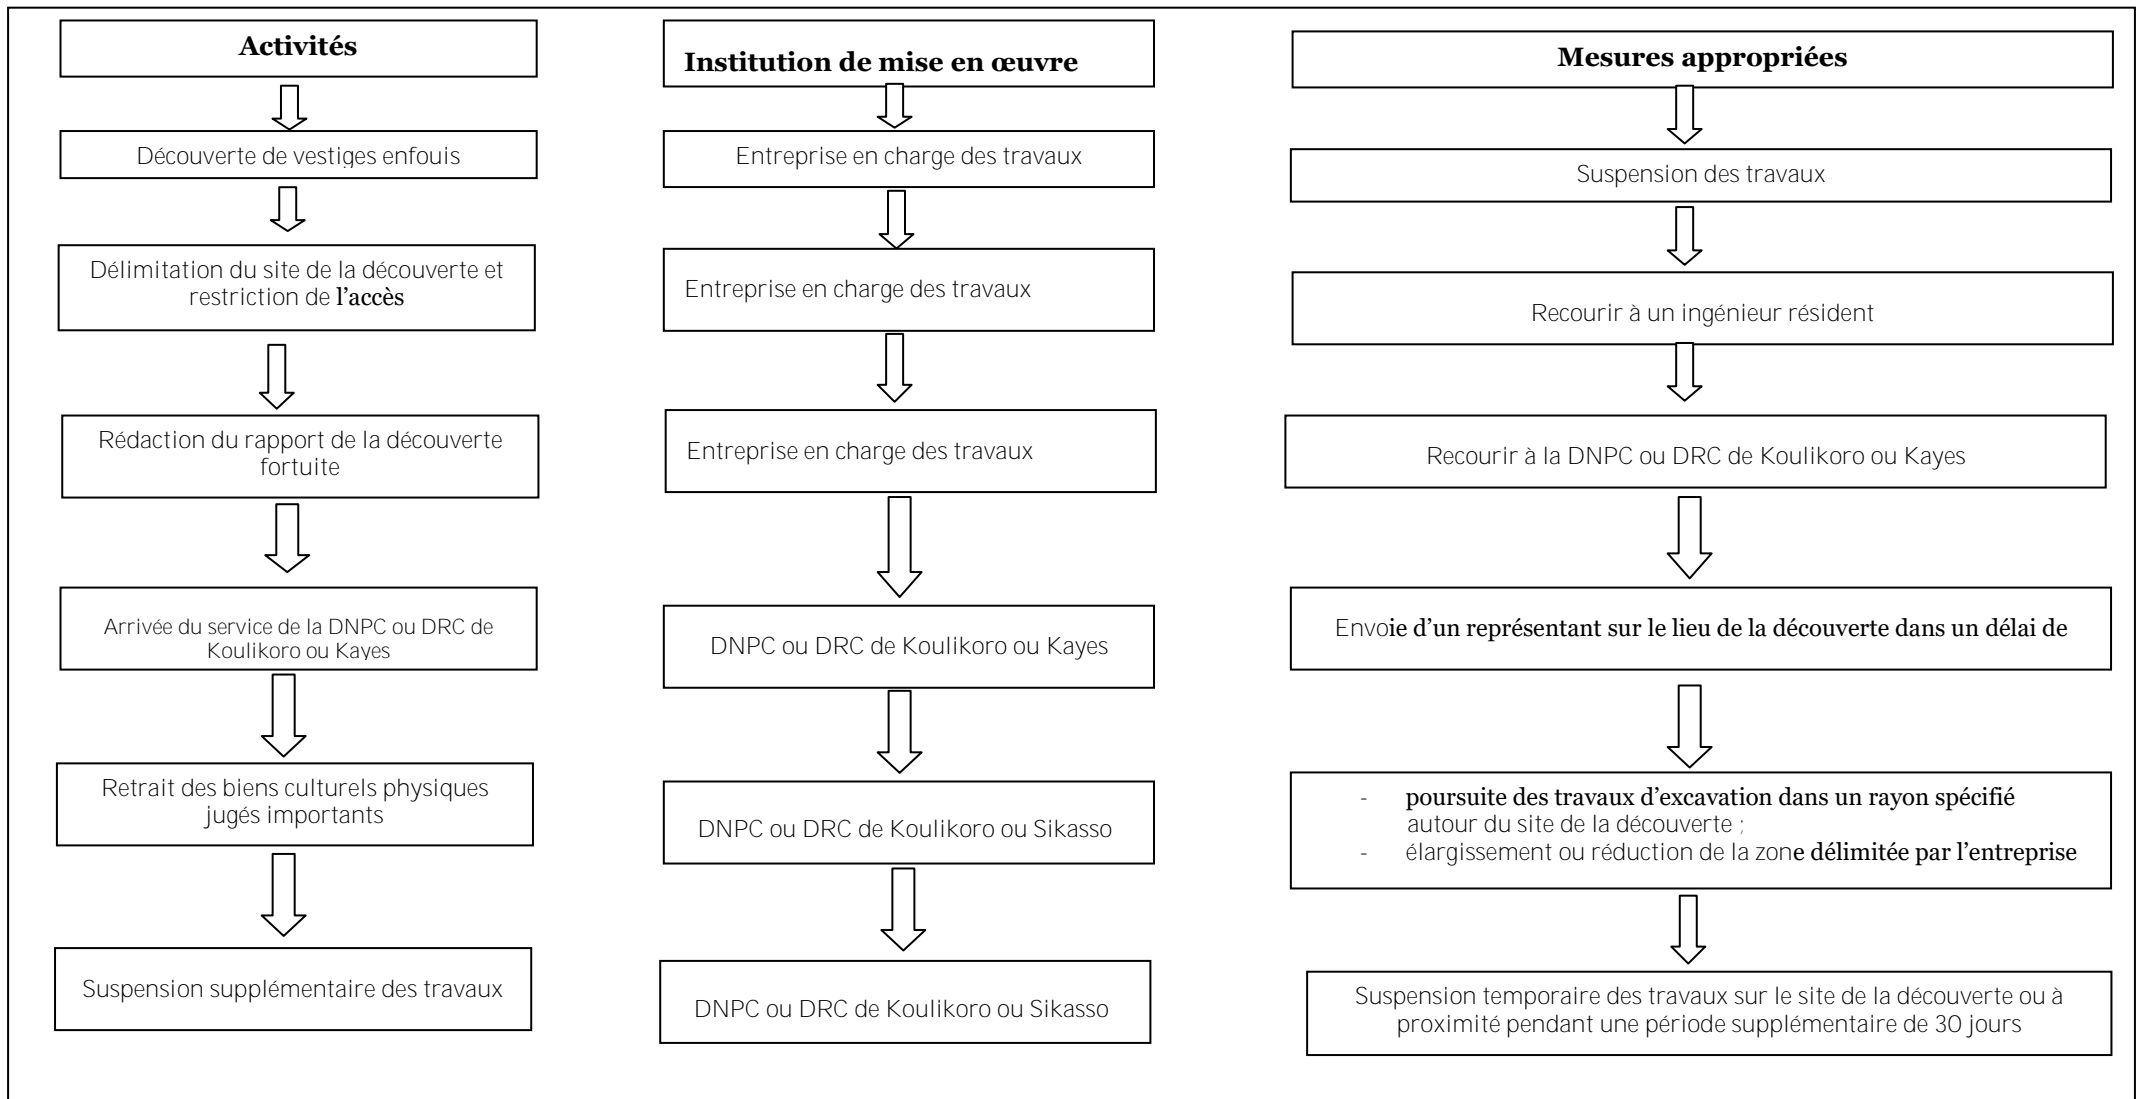 Activités
Découverte de vestiges enfouis
Délimitation du site de la découverte et
restriction de l’accès
Rédaction du rapport de la découverte
fortuite
Arrivée du service de la DNPC ou DRC de
Koulikoro ou Kayes
Retrait des biens culturels physiques
jugés importants
Suspension supplémentaire des travaux
Institution de mise en œuvre
Entreprise en charge des travaux
Entreprise en charge des travaux
Entreprise en charge des travaux
DNPC ou DRC de Koulikoro ou Kayes
DNPC ou DRC de Koulikoro ou Sikasso
DNPC ou DRC de Koulikoro ou Sikasso
Mesures appropriées
Suspension des travaux
Recourir à un ingénieur résident
Recourir à la DNPC ou DRC de Koulikoro ou Kayes
Envoie d’un représentant sur le lieu de la découverte dans un délai de
- poursuite des travaux d’excavation dans un rayon spécifié
autour du site de la découverte ;
- élargissement ou réduction de la zone délimitée par l’entreprise
Suspension temporaire des travaux sur le site de la découverte ou à
proximité pendant une période supplémentaire de 30 jours